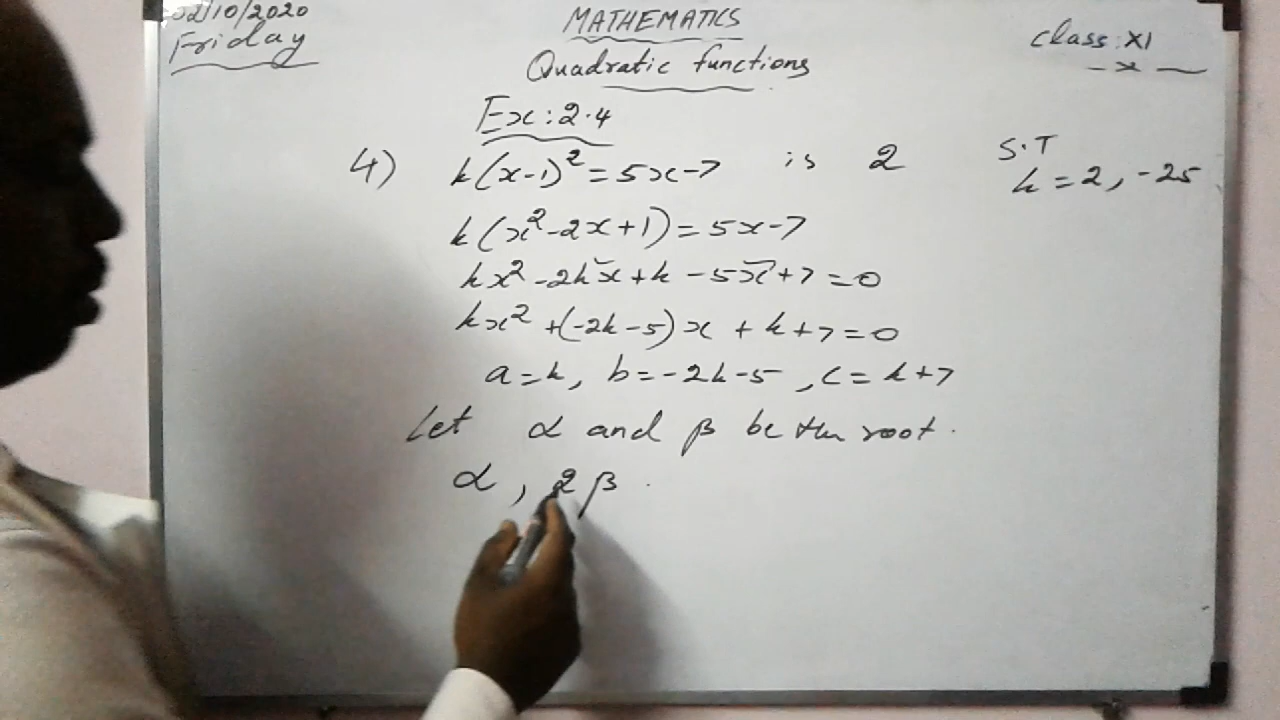 02/10/2020
Friday
MATHEMATICS
Quadratic functions
Class: XI
— x —
Ex: 2.4
4) k(x-1)² = 5x-7 is 2 S.T
k = 2, -25
k(x²-2x+1) = 5x-7
kx² -2kx + k - 5x + 7 = 0
kx² +(-2k-5)x + k + 7 = 0
a = k, b = -2k-5, c = k+7
Let α and β be the root.
α, 2β.